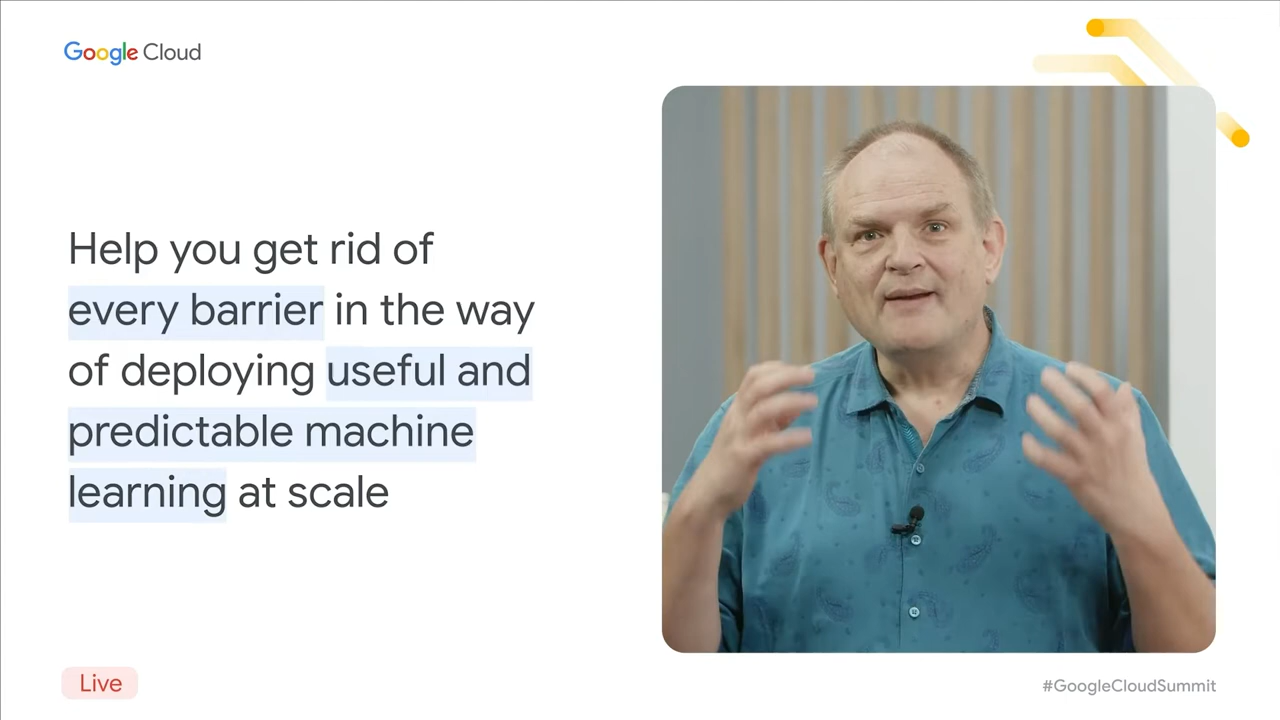 Google Cloud
Help you get rid of
every barrier in the way
of deploying useful and
predictable machine
learning at scale
Live
#GoogleCloudSummit